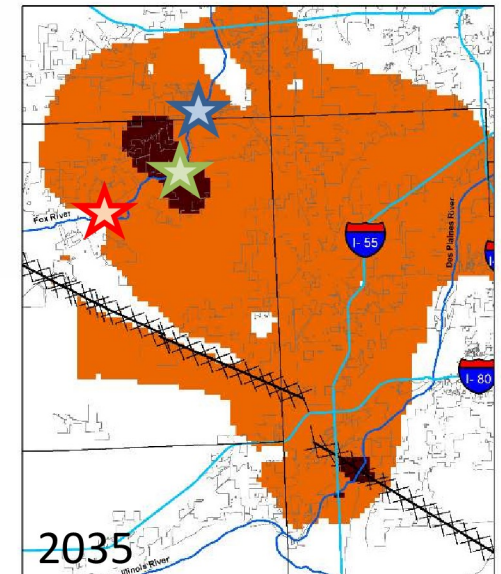 Fox River
I- 55
Des Plaines River
I-
I- 80
2035
Illinois River